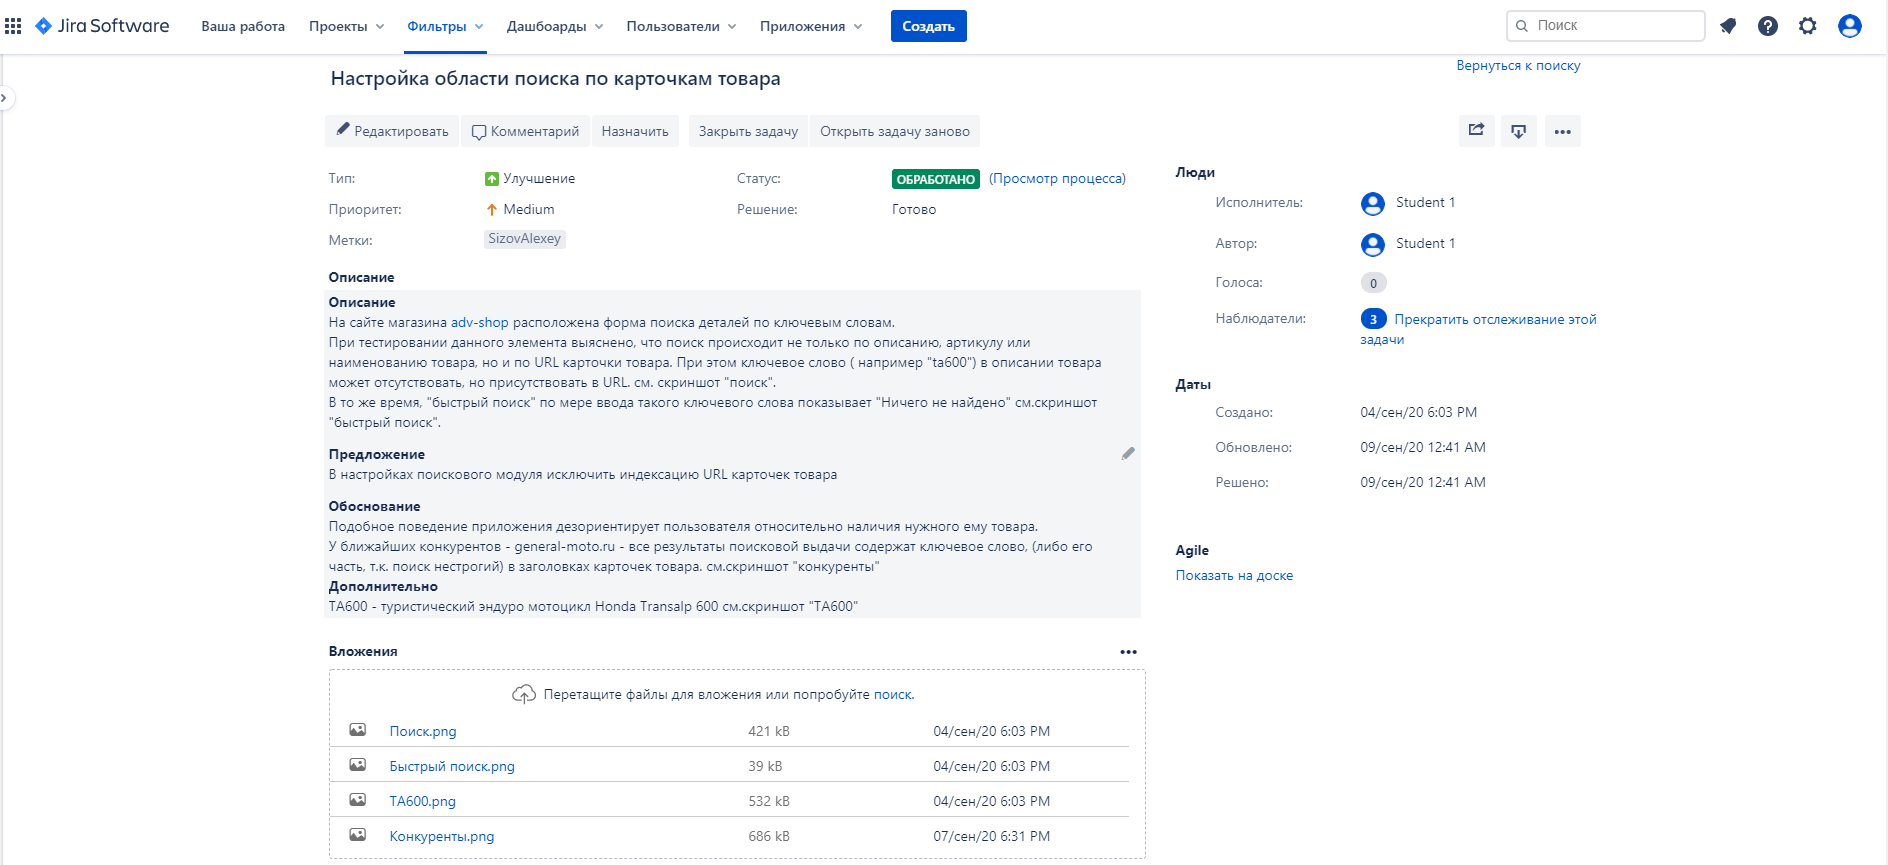 Jira Software Ваша работа Проекты Фильтры Дашборды Пользователи Приложения Создать Поиск
Настройка области поиска по карточкам товара
Вернуться к поиску
Редактировать Комментарий Назначить Закрыть задачу Открыть задачу заново
Тип: Улучшение Статус: ОБРАБОТАНО (Просмотр процесса)
Приоритет: Medium Решение: Готово
Метки: SizovAlexey
Описание
Описание
На сайте магазина adv-shop расположена форма поиска деталей по ключевым словам.
При тестировании данного элемента выяснено, что поиск происходит не только по описанию, артикулу или
наименованию товара, но и по URL карточки товара. При этом ключевое слово ( например "ta600") в описании товара
может отсутствовать, но присутствовать в URL. см. скриншот "поиск".
В то же время, "быстрый поиск" по мере ввода такого ключевого слова показывает "Ничего не найдено" см.скриншот
"быстрый поиск".
Предложение
В настройках поискового модуля исключить индексацию URL карточек товара
Обоснование
Подобное поведение приложения дезориентирует пользователя относительно наличия нужного ему товара.
У ближайших конкурентов - general-moto.ru - все результаты поисковой выдачи содержат ключевое слово, (либо его
часть, т.к. поиск нестрогий) в заголовках карточек товара. см.скриншот "конкуренты"
Дополнительно
TA600 - туристический эндуро мотоцикл Honda Transalp 600 см.скриншот "TA600"
Вложения
Перетащите файлы для вложения или попробуйте поиск.
Поиск.png 421 kB 04/сен/20 6:03 PM
Быстрый поиск.png 39 kB 04/сен/20 6:03 PM
TA600.png 532 kB 04/сен/20 6:03 PM
Конкуренты.png 686 kB 07/сен/20 6:31 PM
Люди
Исполнитель: Student 1
Автор: Student 1
Голоса: 0
Наблюдатели: 3 Прекратить отслеживание этой
задачи
Даты
Создано: 04/сен/20 6:03 PM
Обновлено: 09/сен/20 12:41 AM
Решено: 09/сен/20 12:41 AM
Agile
Показать на доске